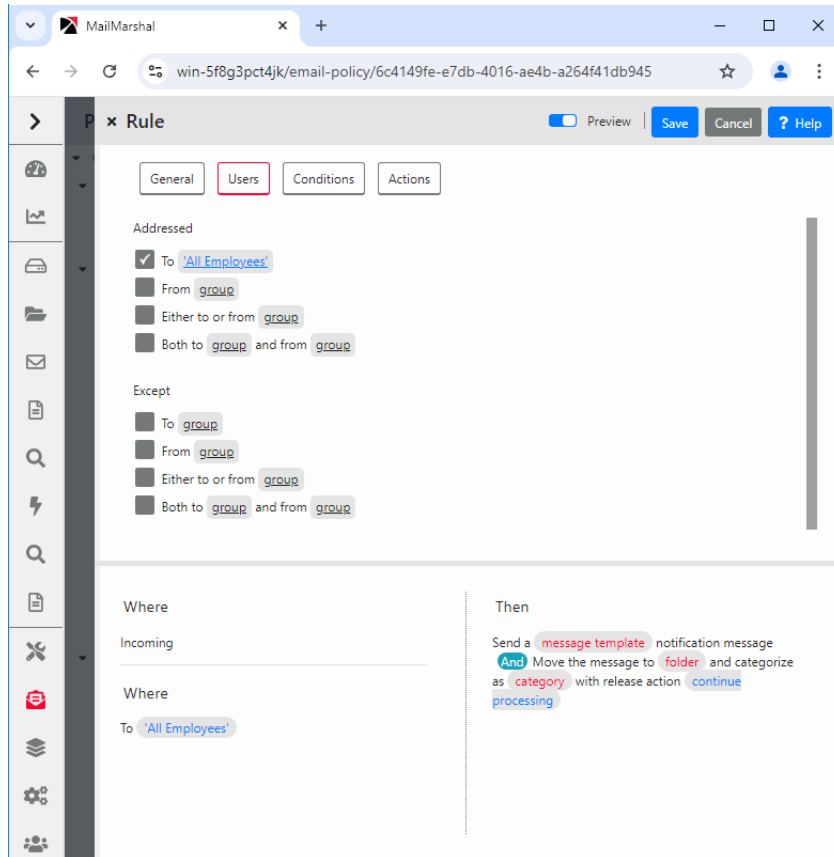 MailMarshal
win-5f8g3pct4jk/email-policy/6c4149fe-e7db-4016-ae4b-a264f41db945
P
Rule
Preview
Save
Cancel
? Help
General
Users
Conditions
Actions
Addressed
To 'All Employees'
From group
Either to or from group
Both to group and from group
Except
To group
From group
Either to or from group
Both to group and from group
Where
Incoming
Where
To 'All Employees'
Then
Send a message template notification message
And Move the message to folder and categorize
as category with release action continue
processing